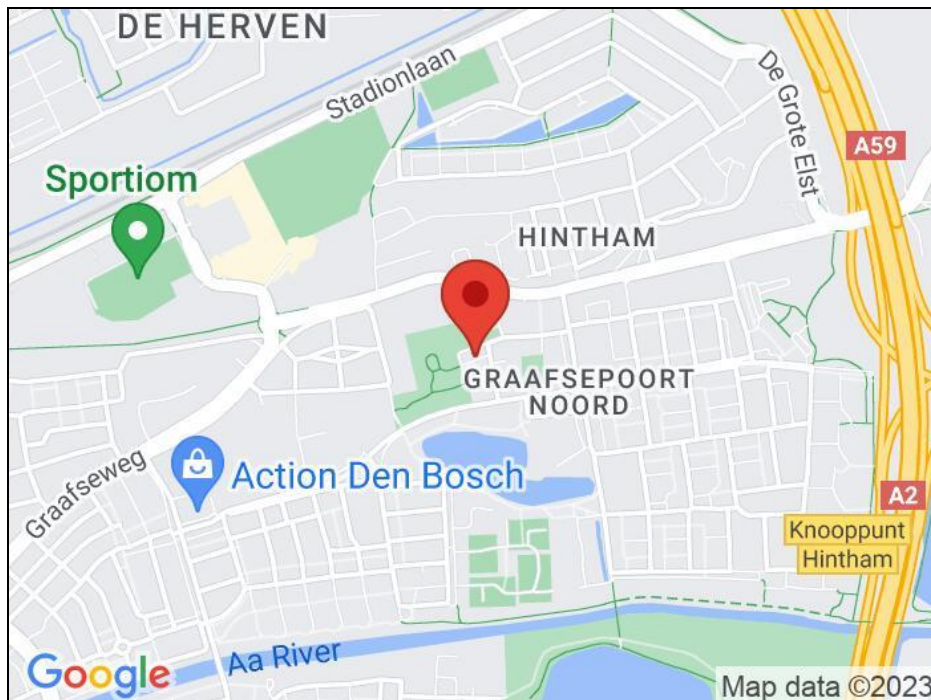 DE HERVEN
Stadionlaan
De Grote Elst
A59
Sportiom
HINTHAM
GRAAFSEPOORT
NOORD
Graafseweg
Action Den Bosch
A2
Knooppunt
Hintham
Aa River
Google
Map data ©2023